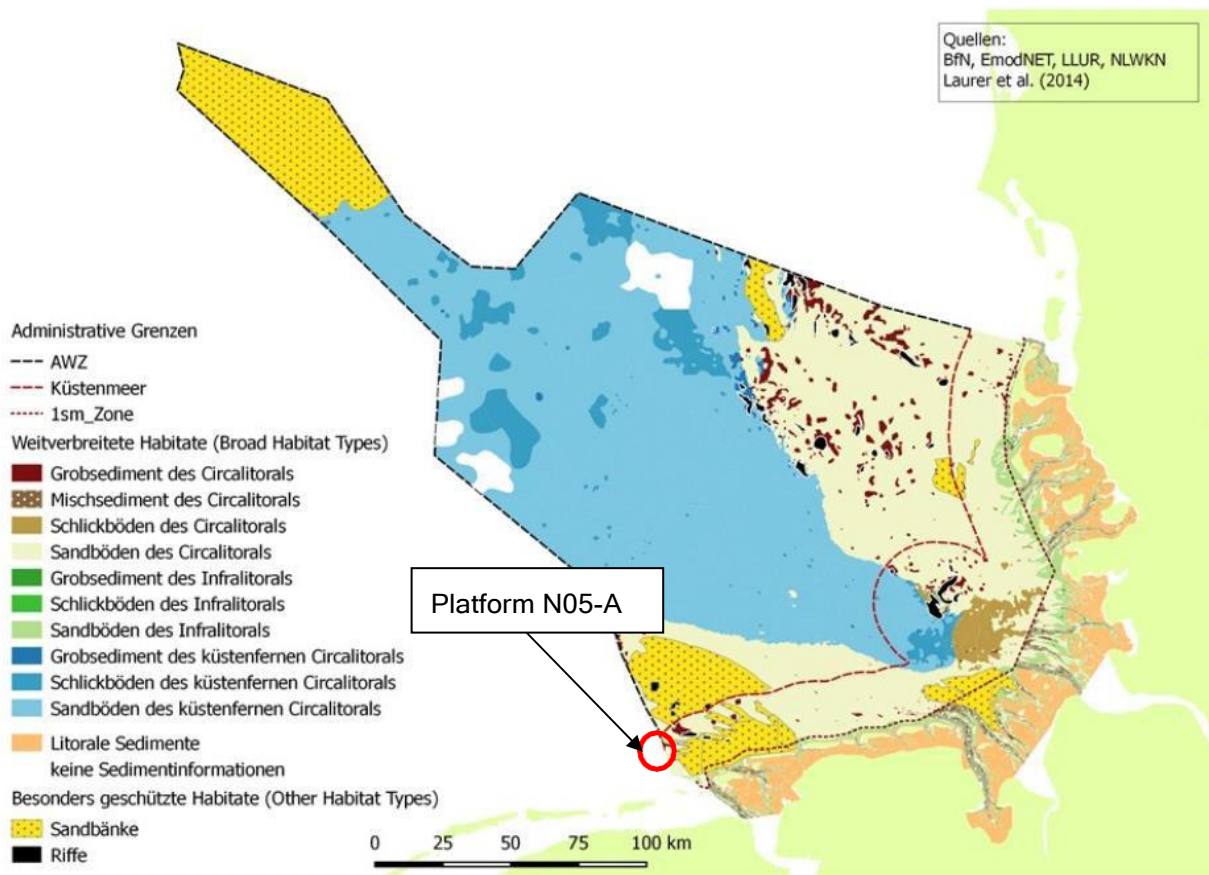 Quellen:
BfN, EmodNET, LLUR, NLWKN
Laurer et al. (2014)
Administrative Grenzen
AWZ
Küstenmeer
1sm_Zone
Weitverbreitete Habitate (Broad Habitat Types)
Grobsediment des Circalitorals
Mischsediment des Circalitorals
Schlickböden des Circalitorals
Sandböden des Circalitorals
Grobsediment des Infralitorals
Schlickböden des Infralitorals
Sandböden des Infralitorals
Grobsediment des küstenfernen Circalitorals
Schlickböden des küstenfernen Circalitorals
Sandböden des küstenfernen Circalitorals
Litorale Sedimente
keine Sedimentinformationen
Besonders geschützte Habitate (Other Habitat Types)
Sandbänke
Riffe
Platform N05-A
0 25 50 75 100 km